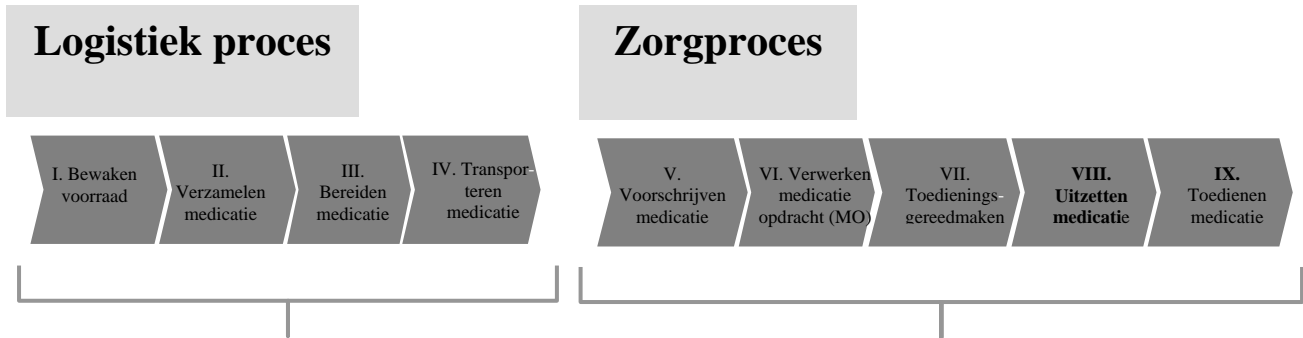 Logistiek proces
Zorgproces
I. Bewaken
voorraad
II.
Verzamelen
medicatie
III.
Bereiden
medicatie
IV. Transpor-
teren
medicatie
V.
Voorschrijven
medicatie
VI. Verwerken
medicatie
opdracht (MO)
VII.
Toedienings-
gereedmaken
VIII.
Uitzetten
medicatie
IX.
Toedienen
medicatie